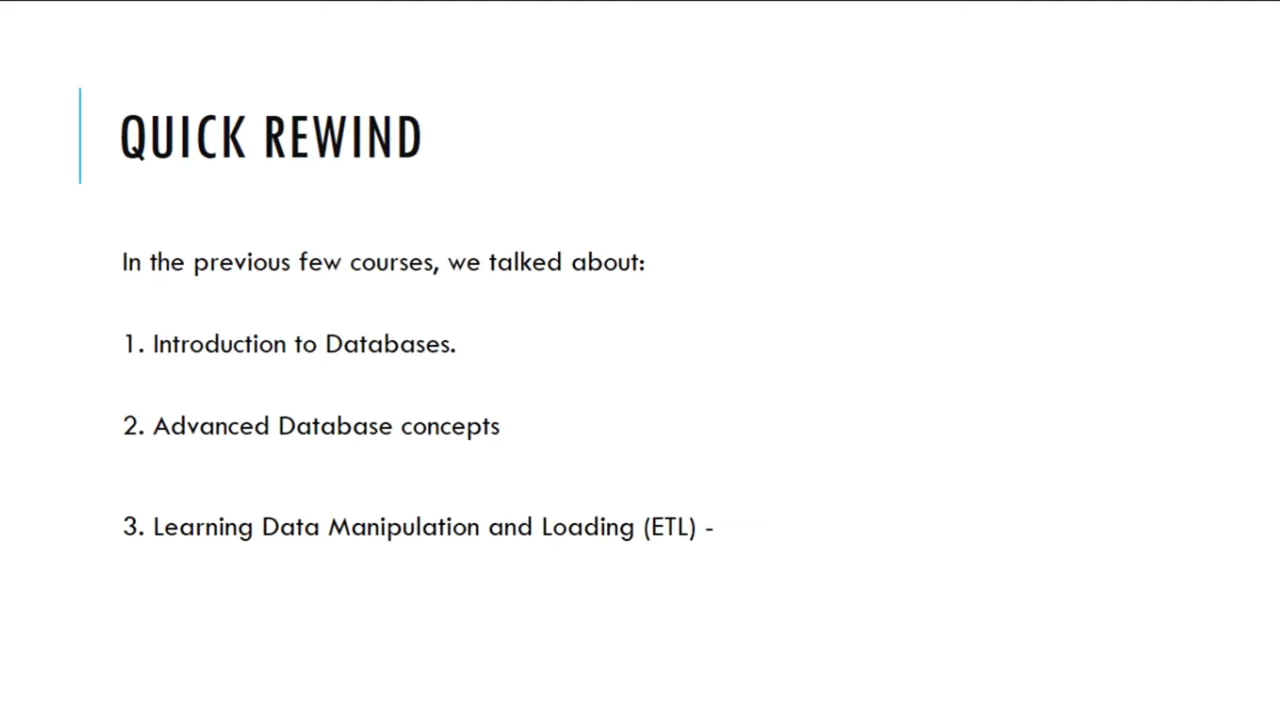 QUICK REWIND
In the previous few courses, we talked about:
1. Introduction to Databases.
2. Advanced Database concepts
3. Learning Data Manipulation and Loading (ETL) -